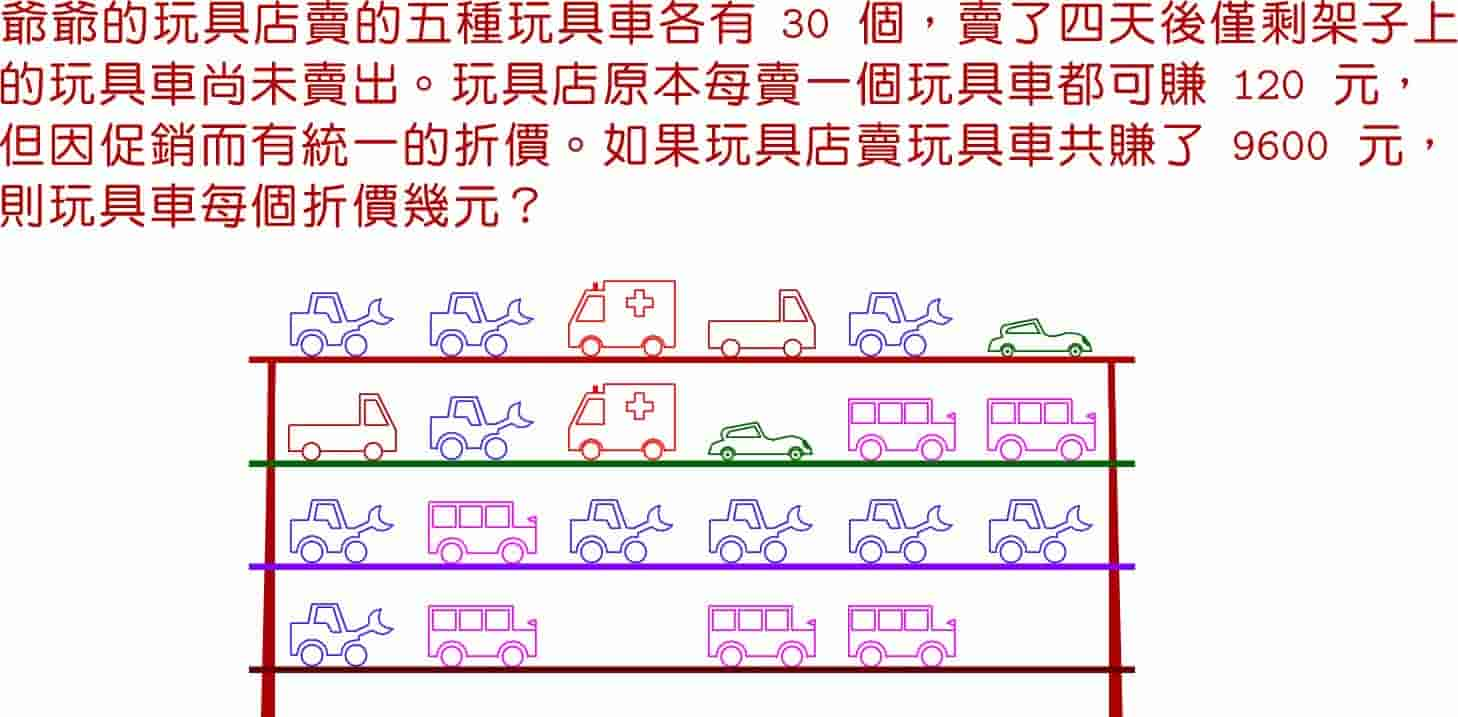 爺爺的玩具店賣的五種玩具車各有 30 個，賣了四天後僅剩架子上
的玩具車尚未賣出。玩具店原本每賣一個玩具車都可賺 120 元，
但因促銷而有統一的折價。如果玩具店賣玩具車共賺了 9600 元，
則玩具車每個折價幾元？